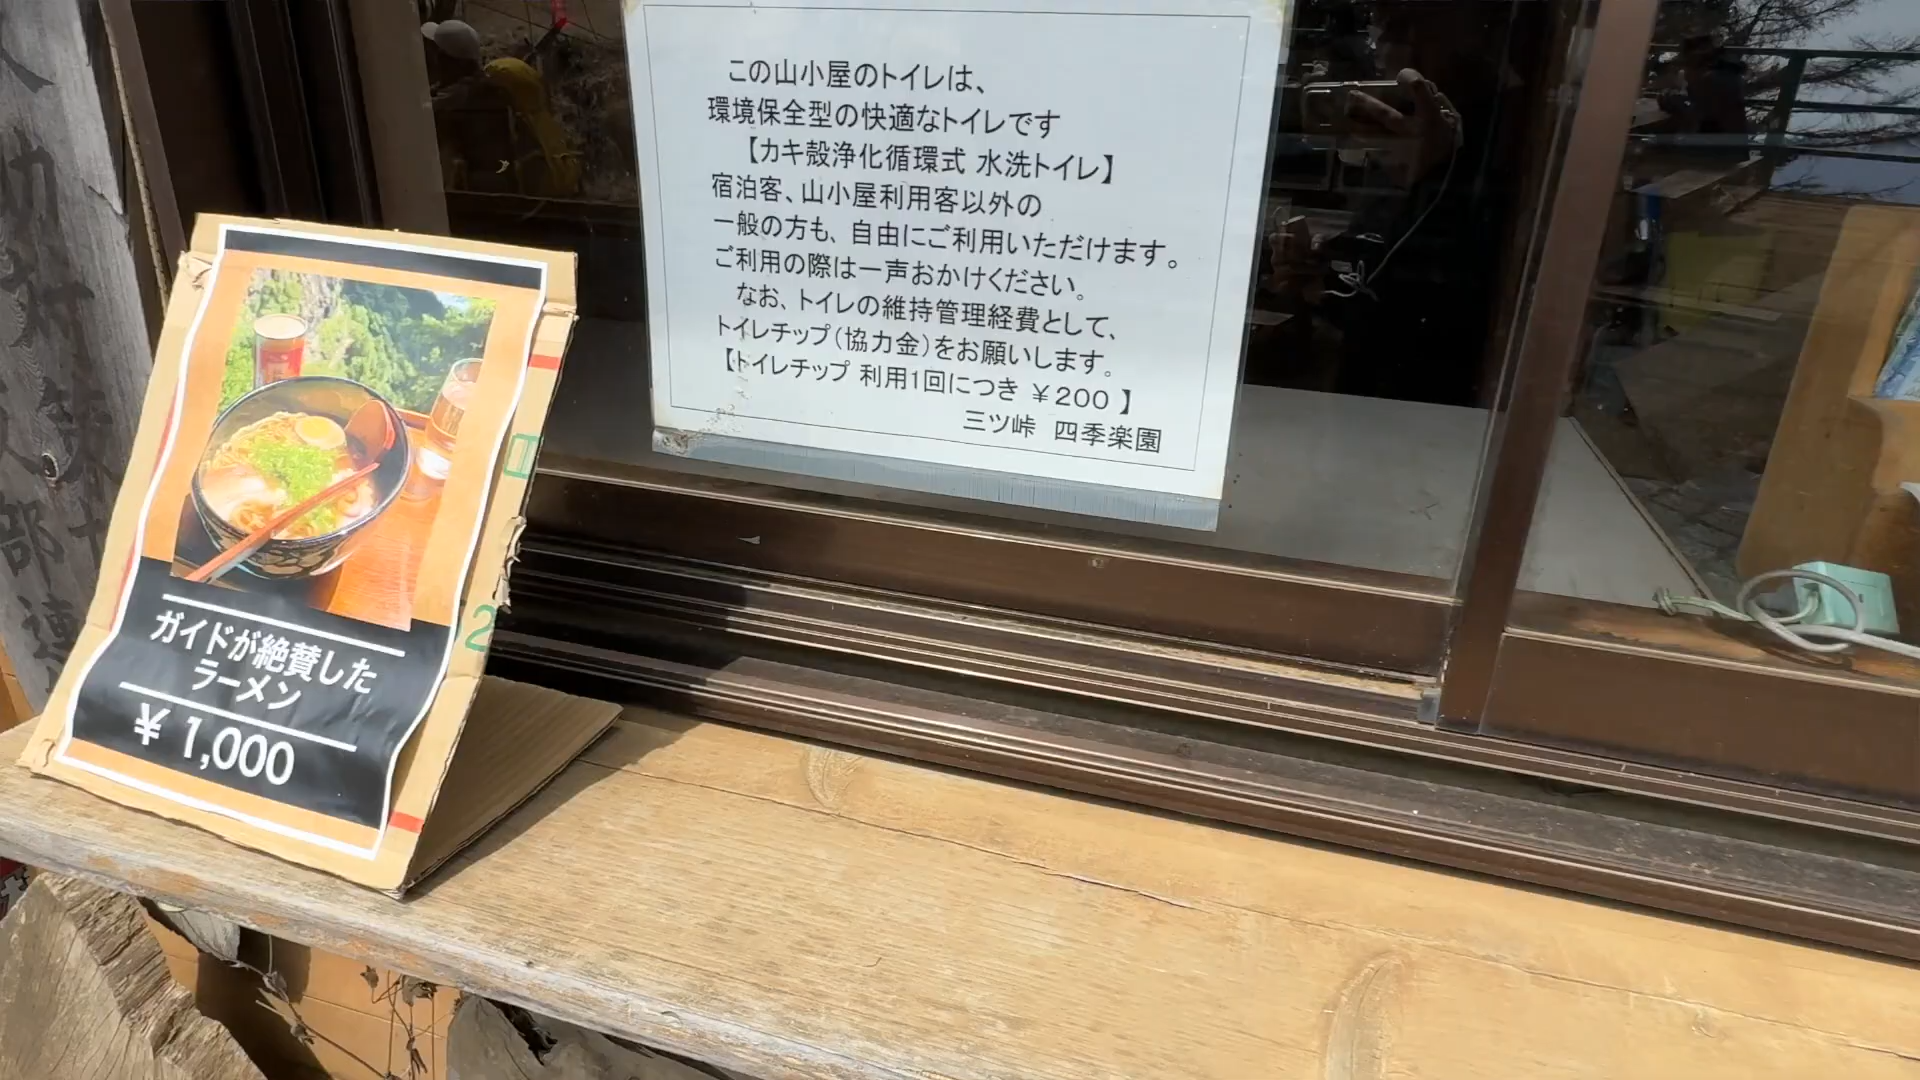 この山小屋のトイレは、
環境保全型の快適なトイレです
【カキ殻浄化循環式 水洗トイレ】
宿泊客、山小屋利用客以外の
一般の方も、自由にご利用いただけます。
ご利用の際は一声おかけください。
なお、トイレの維持管理経費として、
トイレチップ(協力金)をお願いします。
【トイレチップ 利用1回につき ￥200 】
三ツ峠 四季楽園
ガイドが絶賛した
ラーメン
￥1,000